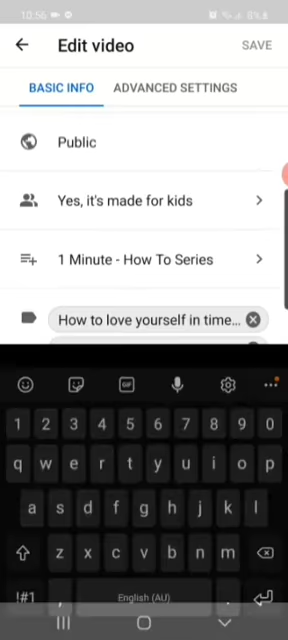 10:56 8%
Edit video SAVE
BASIC INFO ADVANCED SETTINGS
Public
Yes, it's made for kids
1 Minute - How To Series
How to love yourself in time...
GIF
1 2 3 4 5 6 7 8 9 0
q w e r t y u i o p
a s d f g h j k l
z x c v b n m
!#1 , English (AU) .